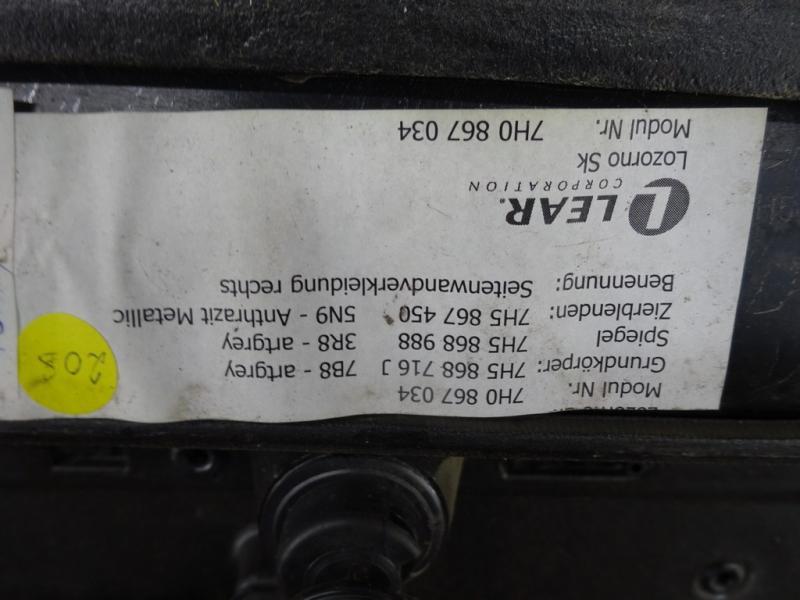 Modul Nr. 7H0 867 034
Grundkörper: 7H5 868 716 J 7B8 - artgrey
Spiegel 7H5 868 988 3R8 - artgrey
Zierblenden: 7H5 867 450 5N9 - Anthrazit Metallic
Benennung: Seitenwandverkleidung rechts
L LEAR.
CORPORATION
Lozorno Sk
Modul Nr. 7H0 867 034